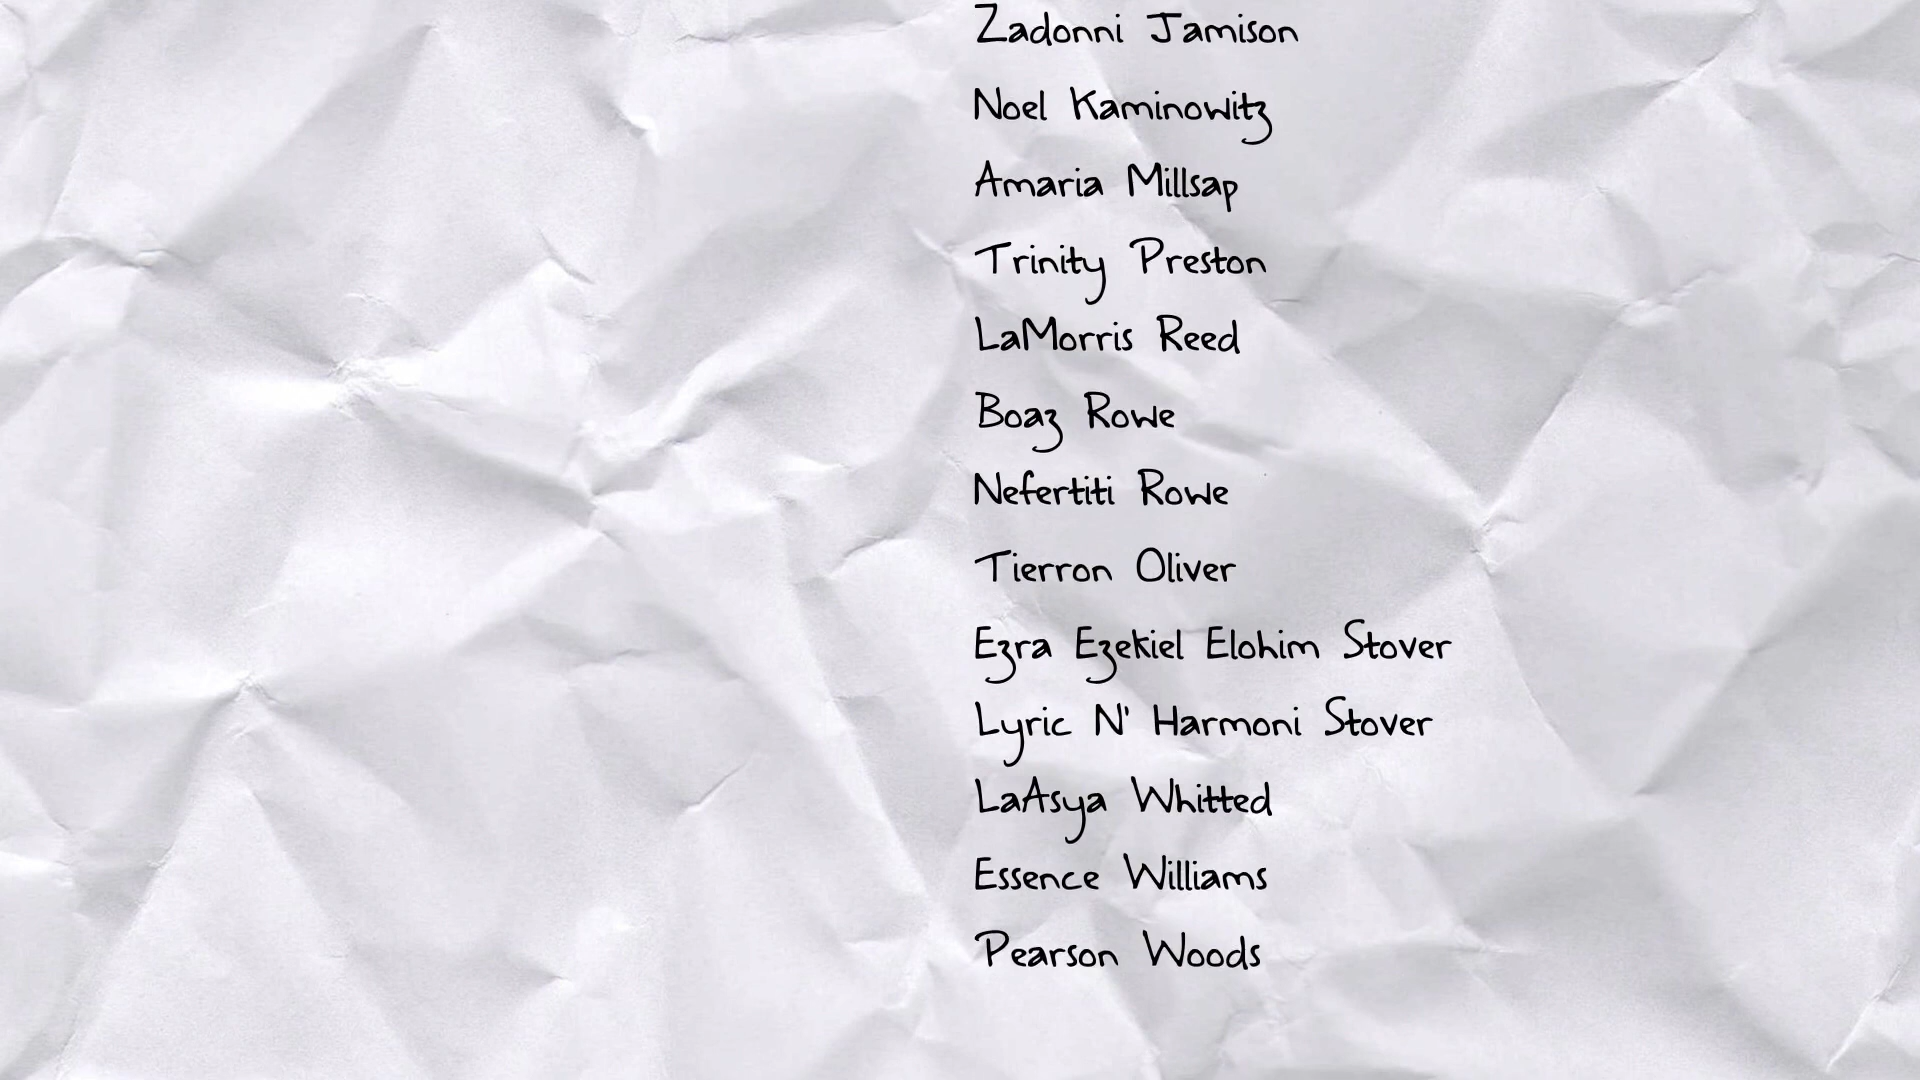 Zadonni Jamison
Noel Kaminowitz
Amaria Millsap
Trinity Preston
LaMorris Reed
Boaz Rowe
Nefertiti Rowe
Tierron Oliver
Ezra Ezekiel Elohim Stover
Lyric N' Harmoni Stover
LaAsya Whitted
Essence Williams
Pearson Woods